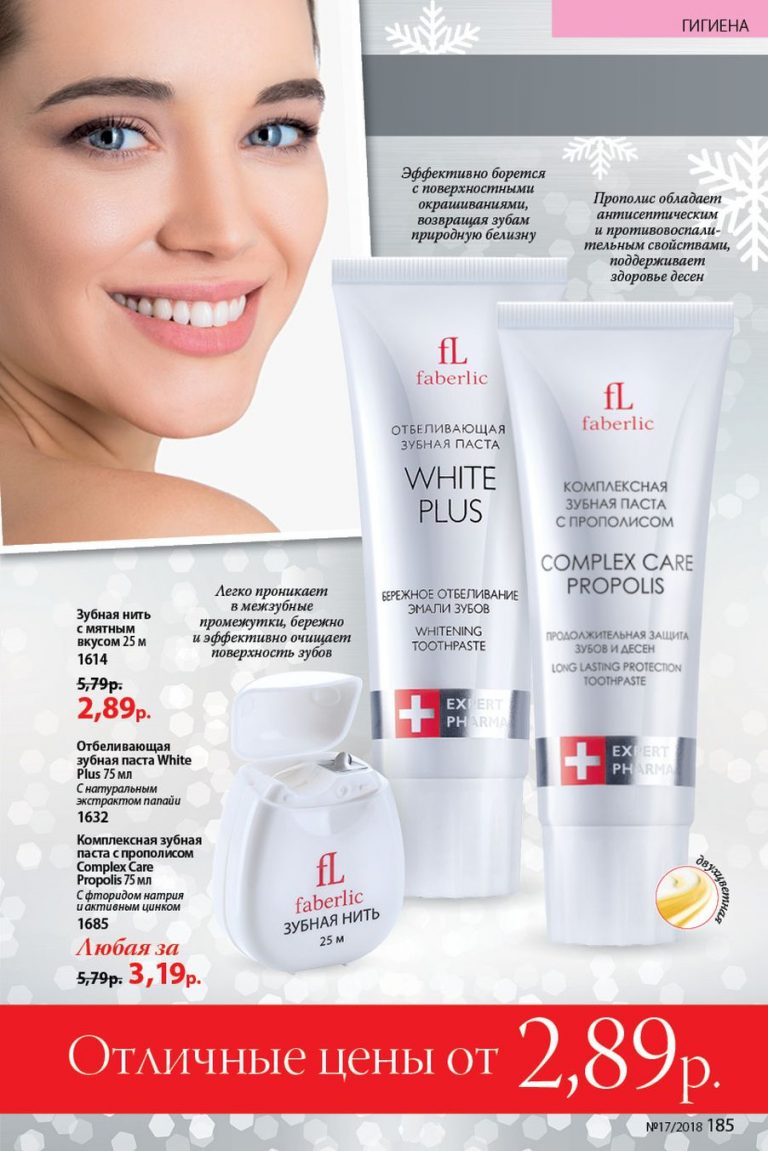 ГИГИЕНА
Эффективно борется
с поверхностными
окрашиваниями,
возвращая зубам
природную белизну
Прополис обладает
антисептическим
и противовоспали-
тельным свойствами,
поддерживает
здоровье десен
fL
faberlic
ОТБЕЛИВАЮЩАЯ
ЗУБНАЯ ПАСТА
WHITE
PLUS
БЕРЕЖНОЕ ОТБЕЛИВАНИЕ
ЭМАЛИ ЗУБОВ
WHITENING
TOOTHPASTE
EXPERT
PHARMA
fL
faberlic
КОМПЛЕКСНАЯ
ЗУБНАЯ ПАСТА
С ПРОПОЛИСОМ
COMPLEX CARE
PROPOLIS
ПРОДОЛЖИТЕЛЬНАЯ ЗАЩИТА
ЗУБОВ И ДЕСЕН
LONG LASTING PROTECTION
TOOTHPASTE
EXPERT
PHARMA
двухцветная
Легко проникает
в межзубные
промежутки, бережно
и эффективно очищает
поверхность зубов
Зубная нить
с мятным
вкусом 25 м
1614
5,79р.
2,89р.
Отбеливающая
зубная паста White
Plus 75 мл
С натуральным
экстрактом папайи
1632
Комплексная зубная
паста с прополисом
Complex Care
Propolis 75 мл
С фторидом натрия
и активным цинком
1685
Любая за
5,79р. 3,19р.
fL
faberlic
ЗУБНАЯ НИТЬ
25 м
Отличные цены от 2,89р.
№17/2018 185